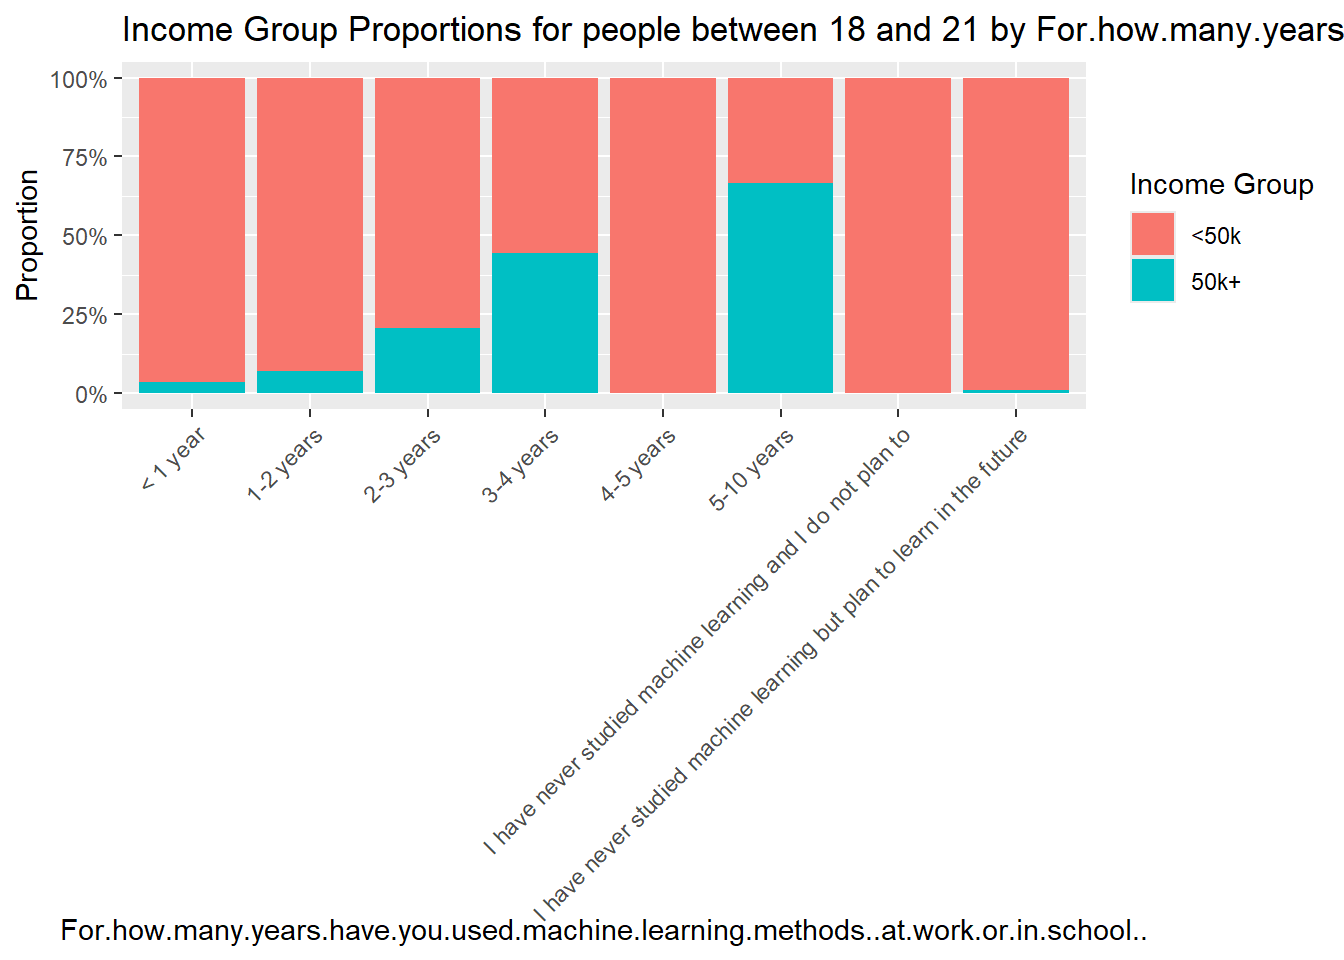 Income Group Proportions for people between 18 and 21 by For.how.many.years
100%
75%
50%
25%
0%
Proportion
Income Group
<50k
50k+
< 1 year
1-2 years
2-3 years
3-4 years
4-5 years
5-10 years
I have never studied machine learning and I do not plan to
I have never studied machine learning but plan to learn in the future
For.how.many.years.have.you.used.machine.learning.methods..at.work.or.in.school..